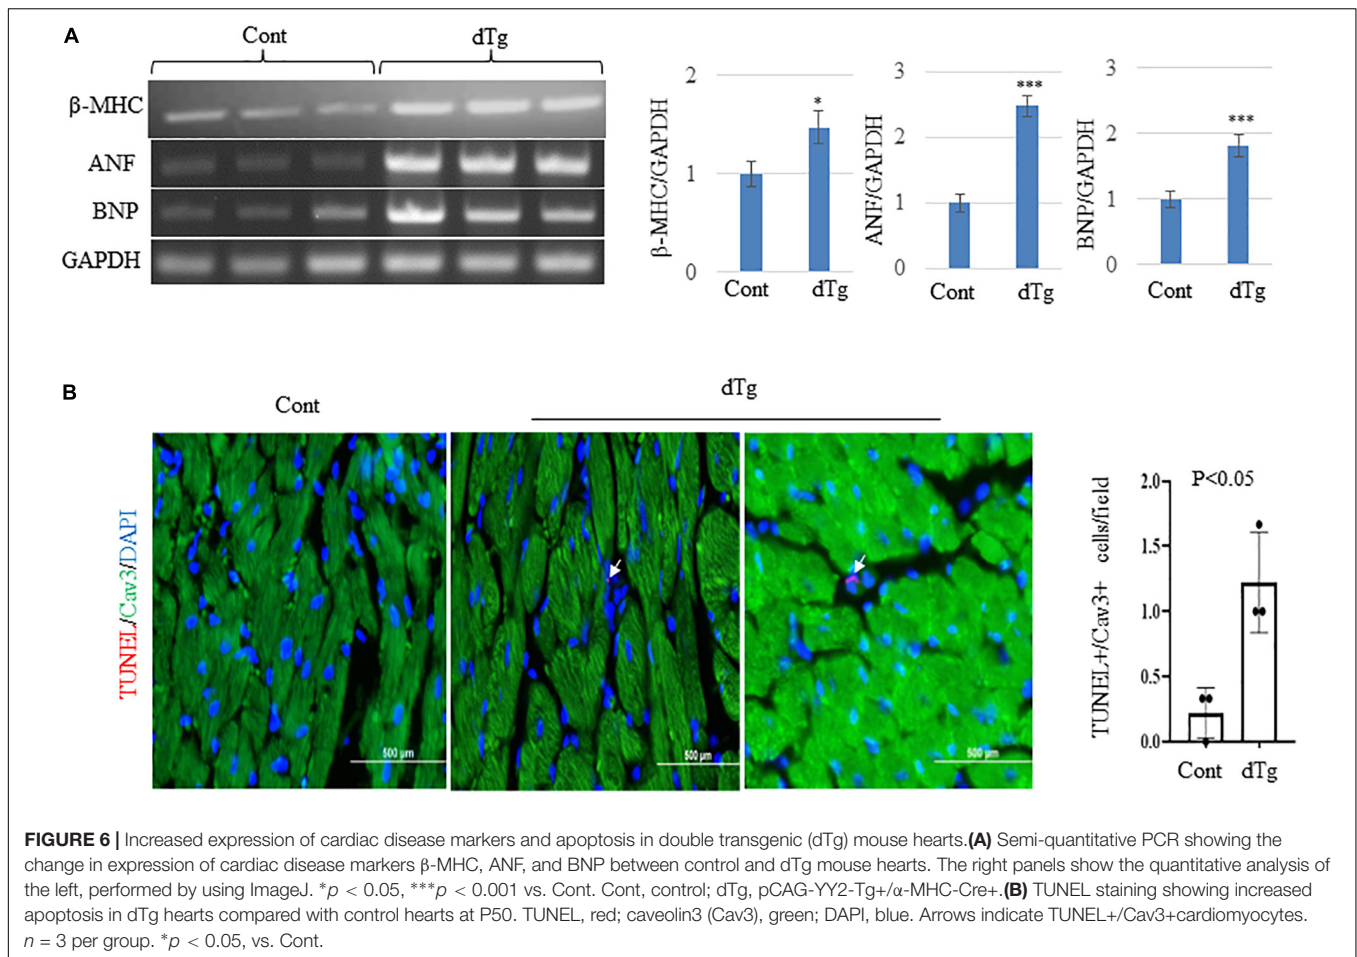 A
Cont
dTg
β-MHC
ANF
BNP
GAPDH
β-MHC/GAPDH
2
1
0
*
Cont
dTg
ANF/GAPDH
3
2
1
0
***
Cont
dTg
BNP/GAPDH
3
2
1
0
***
Cont
dTg
B
Cont
dTg
TUNEL/Cav3/DAPI
500 µm
500 µm
500 µm
TUNEL+/Cav3+ cells/field
2.0
1.5
1.0
0.5
0.0
P<0.05
Cont
dTg
FIGURE 6 | Increased expression of cardiac disease markers and apoptosis in double transgenic (dTg) mouse hearts.(A) Semi-quantitative PCR showing the
change in expression of cardiac disease markers β-MHC, ANF, and BNP between control and dTg mouse hearts. The right panels show the quantitative analysis of
the left, performed by using ImageJ. *p < 0.05, ***p < 0.001 vs. Cont. Cont, control; dTg, pCAG-YY2-Tg+/α-MHC-Cre+.(B) TUNEL staining showing increased
apoptosis in dTg hearts compared with control hearts at P50. TUNEL, red; caveolin3 (Cav3), green; DAPI, blue. Arrows indicate TUNEL+/Cav3+cardiomyocytes.
n = 3 per group. *p < 0.05, vs. Cont.